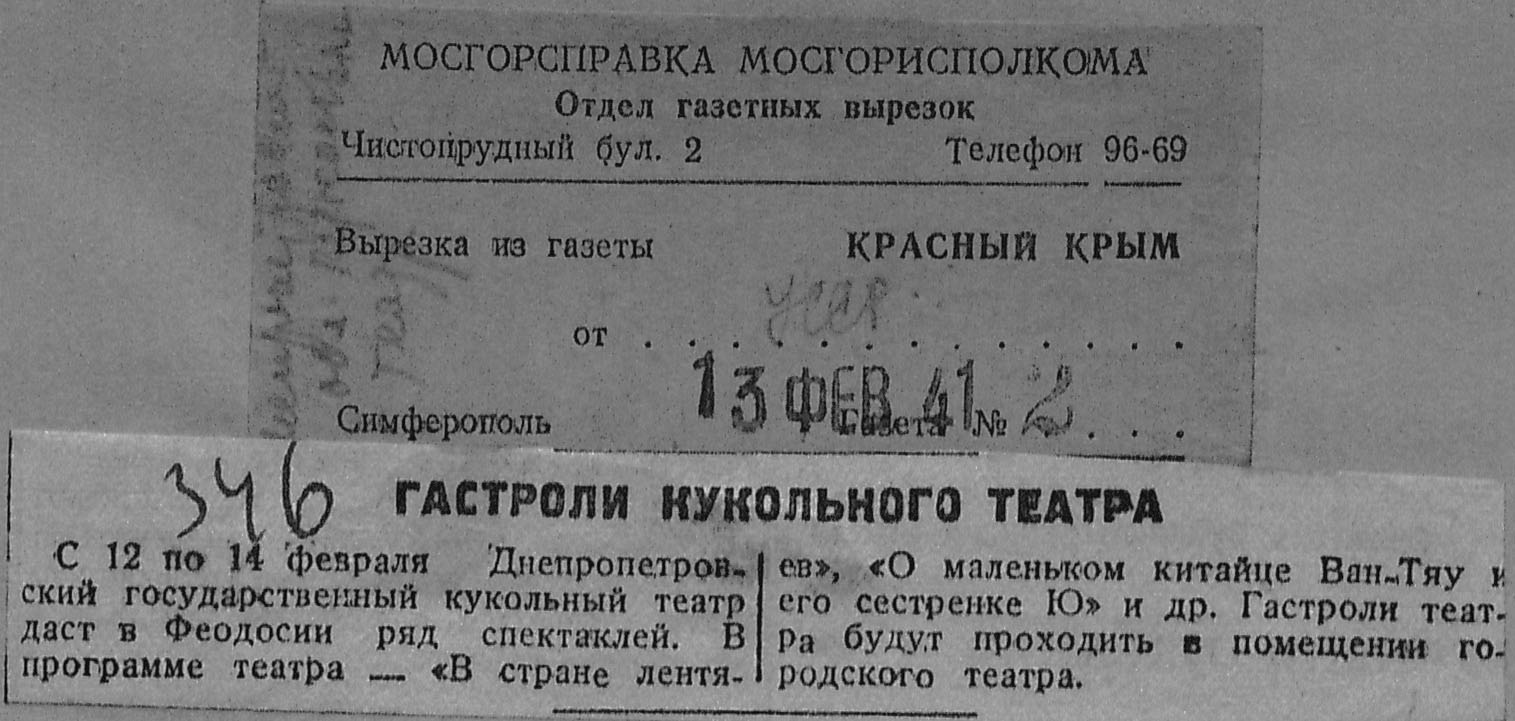 МОСГОРСПРАВКА МОСГОРИСПОЛКОМА
Отдел газетных вырезок
Чистопрудный бул. 2 Телефон 96-69
Вырезка из газеты КРАСНЫЙ КРЫМ
от . . . . . . . . . . . . .
13 ФЕВ 41
Симферополь Газета № 2 . . .
346 ГАСТРОЛИ КУКОЛЬНОГО ТЕАТРА
С 12 по 14 февраля Днепропетров-
ский государственный кукольный театр
даст в Феодосии ряд спектаклей. В
программе театра — «В стране лентя-
ев», «О маленьком китайце Ван-Тяу и
его сестренке Ю» и др. Гастроли теат-
ра будут проходить в помещении го-
родского театра.